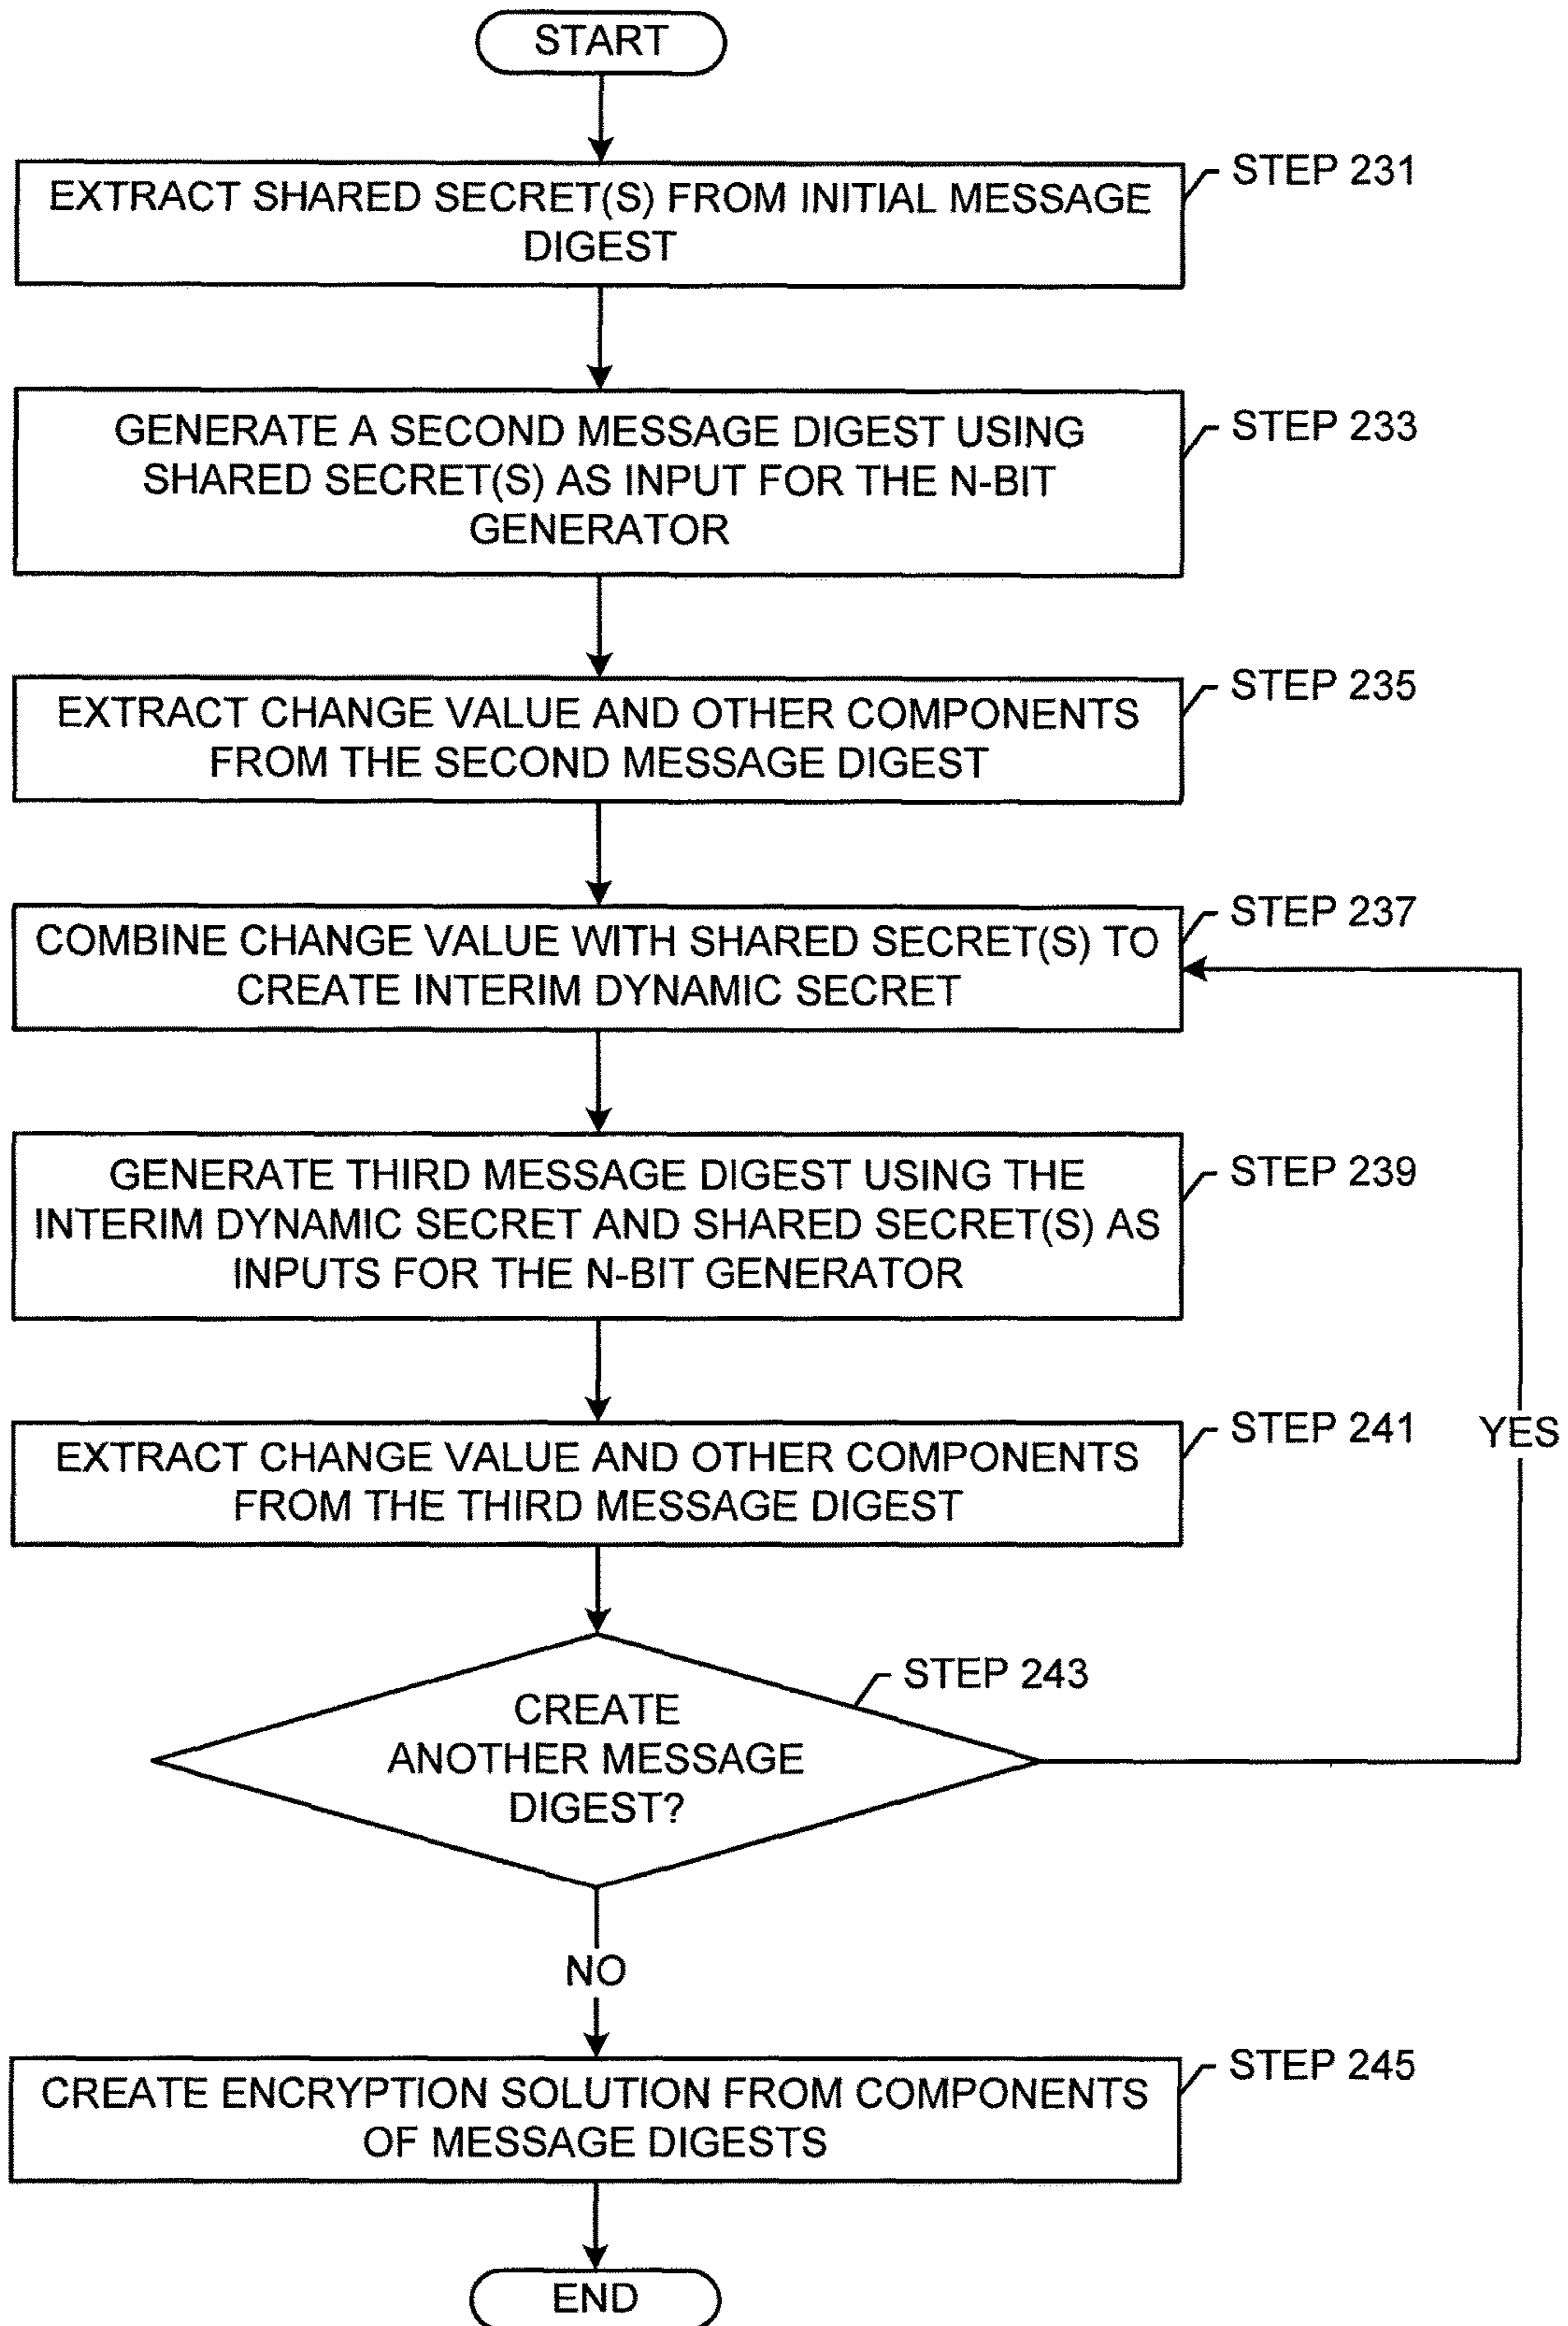 START
STEP 231
EXTRACT SHARED SECRET(S) FROM INITIAL MESSAGE
DIGEST
STEP 233
GENERATE A SECOND MESSAGE DIGEST USING
SHARED SECRET(S) AS INPUT FOR THE N-BIT
GENERATOR
STEP 235
EXTRACT CHANGE VALUE AND OTHER COMPONENTS
FROM THE SECOND MESSAGE DIGEST
STEP 237
COMBINE CHANGE VALUE WITH SHARED SECRET(S) TO
CREATE INTERIM DYNAMIC SECRET
STEP 239
GENERATE THIRD MESSAGE DIGEST USING THE
INTERIM DYNAMIC SECRET AND SHARED SECRET(S) AS
INPUTS FOR THE N-BIT GENERATOR
STEP 241
EXTRACT CHANGE VALUE AND OTHER COMPONENTS
FROM THE THIRD MESSAGE DIGEST
YES
STEP 243
CREATE
ANOTHER MESSAGE
DIGEST?
NO
STEP 245
CREATE ENCRYPTION SOLUTION FROM COMPONENTS
OF MESSAGE DIGESTS
END